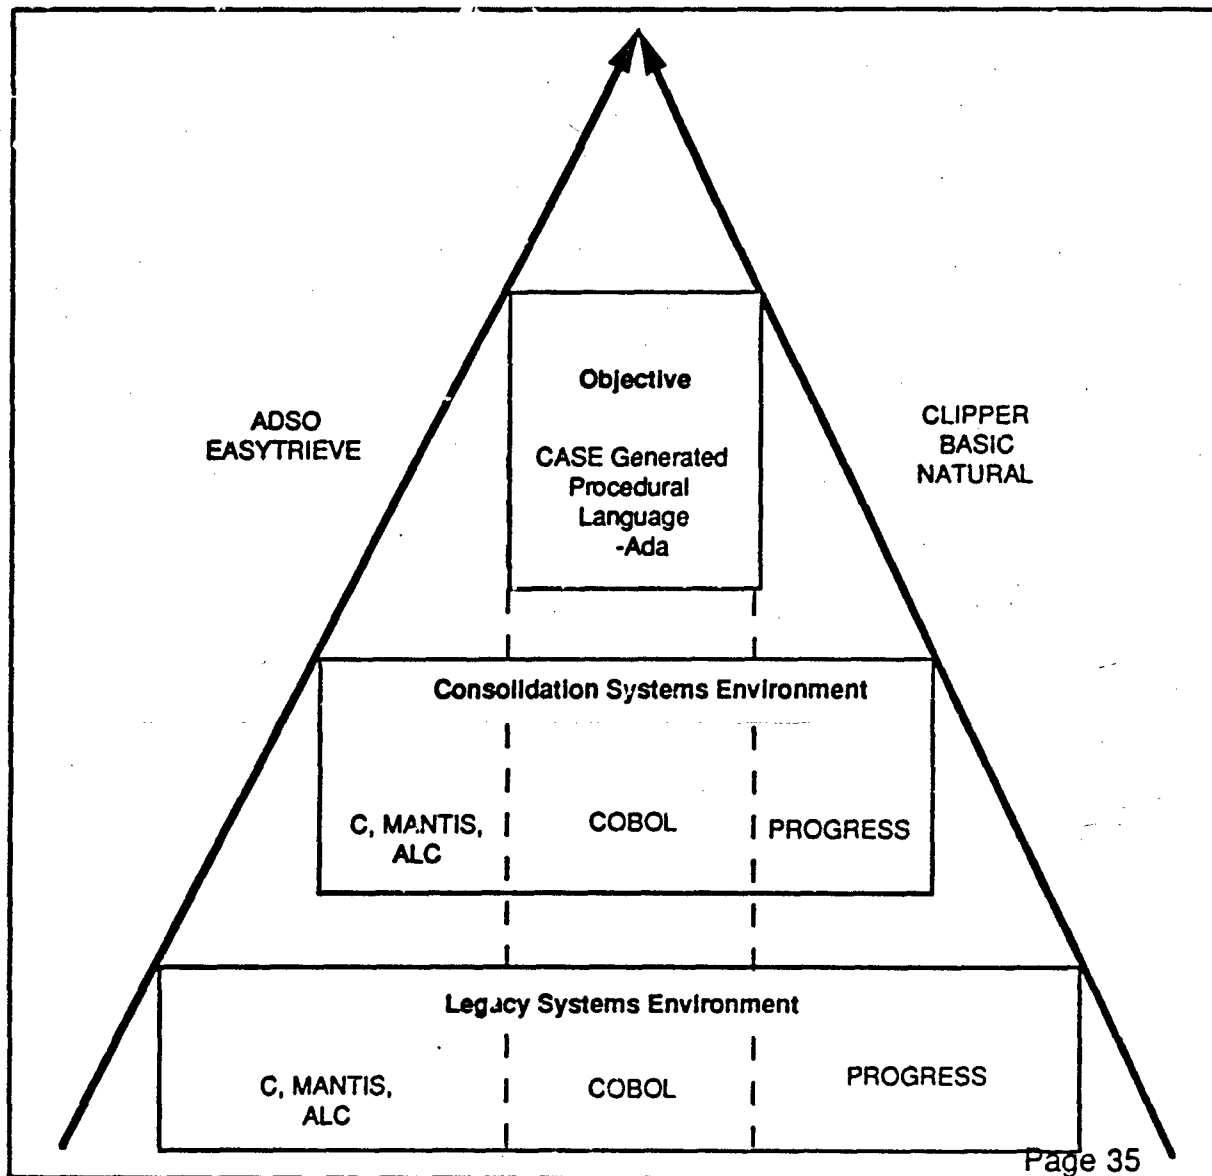 Objective
ADSO
EASYTRIEVE
CLIPPER
BASIC
NATURAL
CASE Generated
Procedural
Language
-Ada
Consolidation Systems Environment
C, MANTIS,
ALC
COBOL
PROGRESS
Legacy Systems Environment
C, MANTIS,
ALC
COBOL
PROGRESS
Page 35